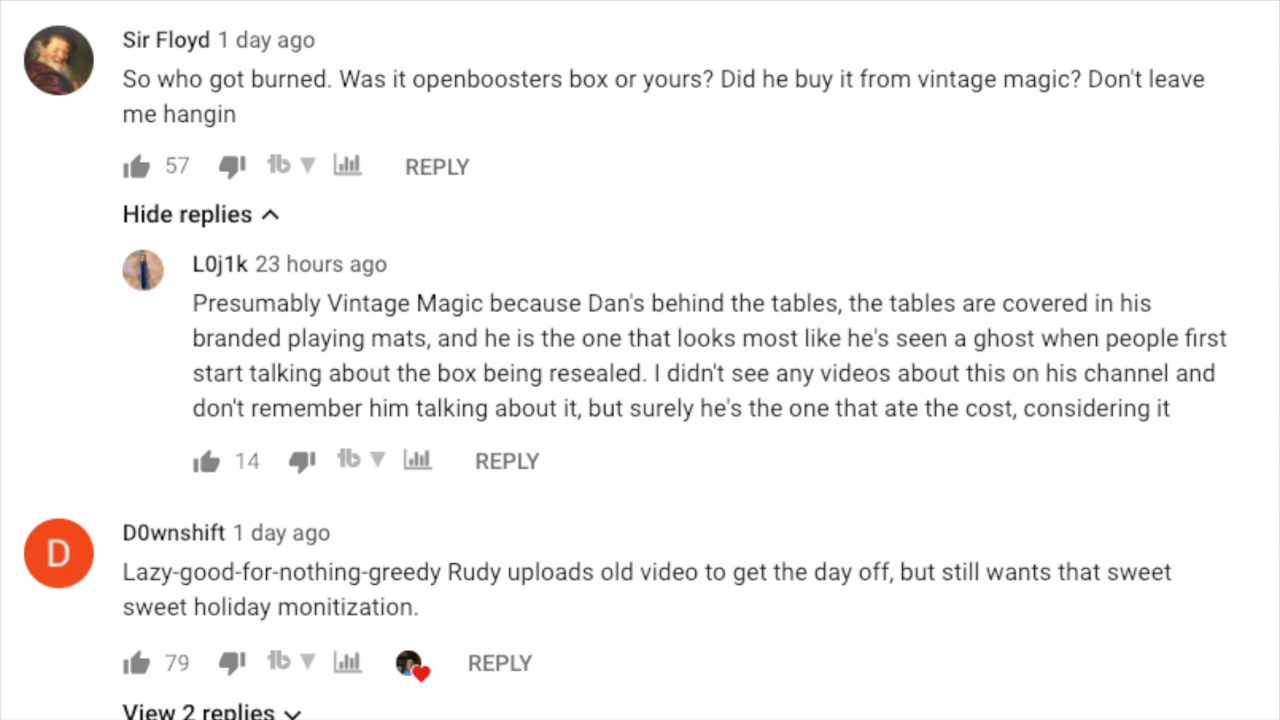 Sir Floyd 1 day ago
So who got burned. Was it openboosters box or yours? Did he buy it from vintage magic? Don't leave
me hangin
57 REPLY
Hide replies
L0j1k 23 hours ago
Presumably Vintage Magic because Dan's behind the tables, the tables are covered in his
branded playing mats, and he is the one that looks most like he's seen a ghost when people first
start talking about the box being resealed. I didn't see any videos about this on his channel and
don't remember him talking about it, but surely he's the one that ate the cost, considering it
14 REPLY
D
D0wnshift 1 day ago
Lazy-good-for-nothing-greedy Rudy uploads old video to get the day off, but still wants that sweet
sweet holiday monitization.
79 REPLY
View 2 replies